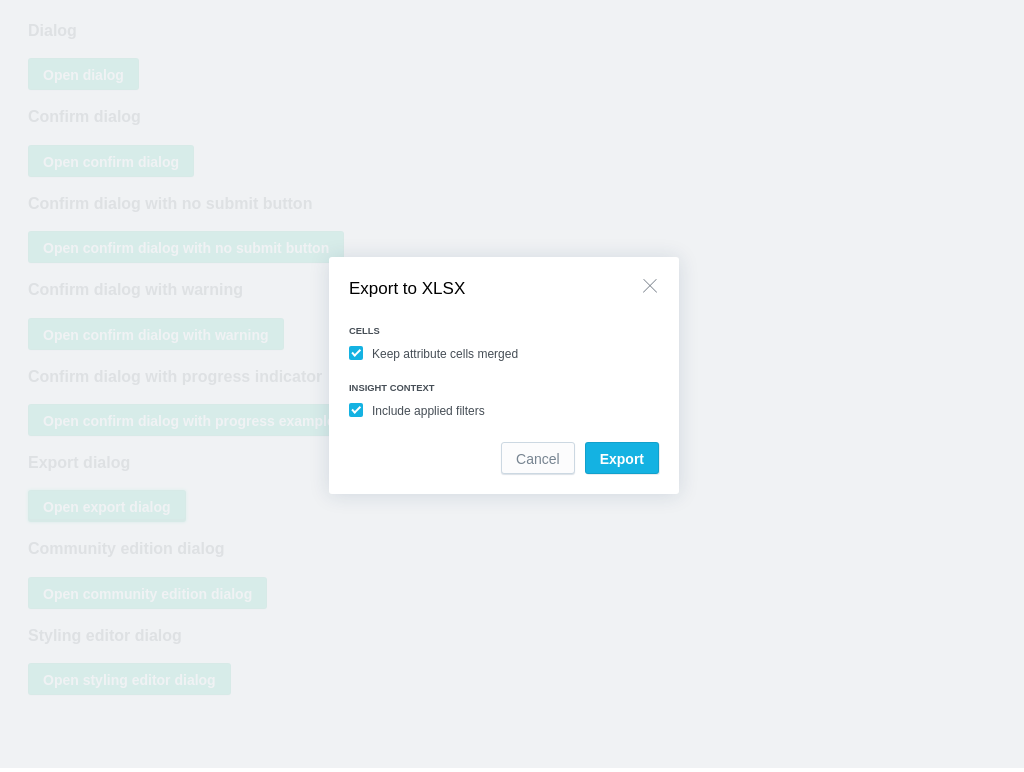 Dialog
Open dialog
Confirm dialog
Open confirm dialog
Confirm dialog with no submit button
Open confirm dialog with no submit button
Confirm dialog with warning
Open confirm dialog with warning
Confirm dialog with progress indicator
Open confirm dialog with progress example
Export dialog
Open export dialog
Community edition dialog
Open community edition dialog
Styling editor dialog
Open styling editor dialog
Export to XLSX
CELLS
Keep attribute cells merged
INSIGHT CONTEXT
Include applied filters
Cancel
Export